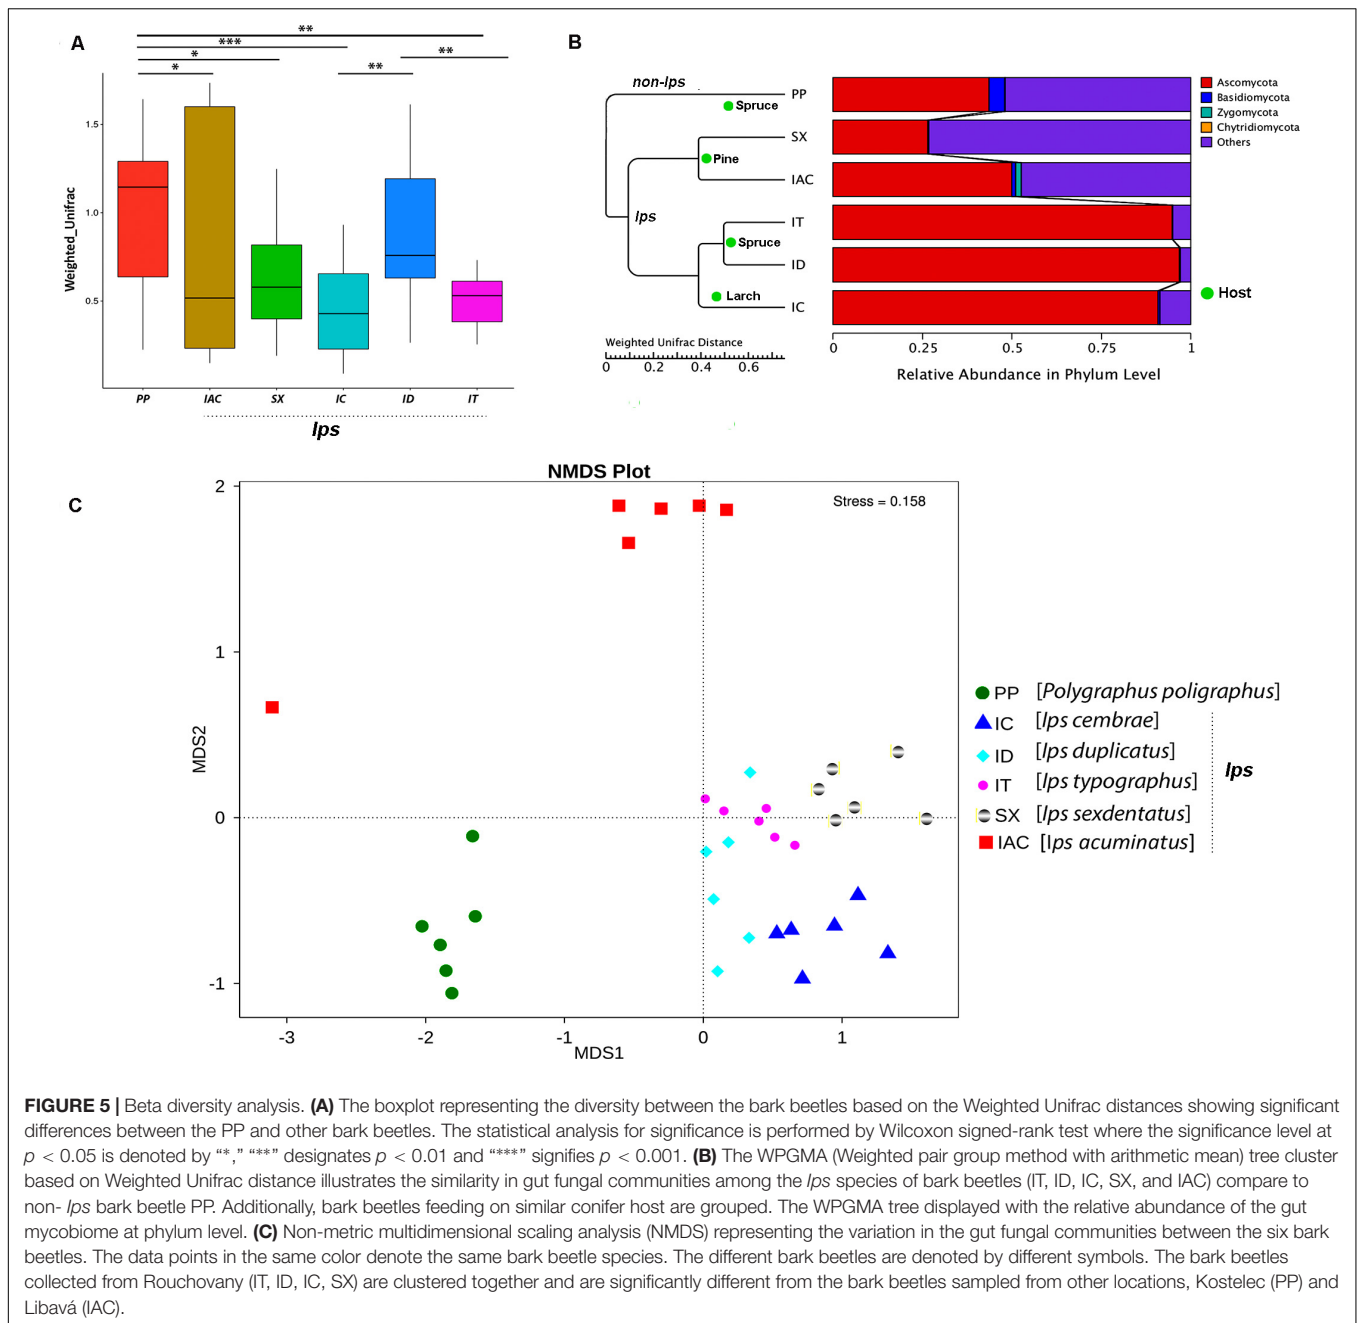 A
**
***
*
**
*
**
Weighted_Unifrac
1.5
1.0
0.5
PP IAC SX IC ID IT
Ips
B
non-Ips
Spruce
Pine
Ips
Spruce
Larch
PP
SX
IAC
IT
ID
IC
Weighted Unifrac Distance
0 0.2 0.4 0.6
Ascomycota
Basidiomycota
Zygomycota
Chytridiomycota
Others
Host
0 0.25 0.5 0.75 1
Relative Abundance in Phylum Level
C
NMDS Plot
Stress = 0.158
MDS2
2
1
0
-1
-3 -2 -1 0 1
MDS1
PP [Polygraphus poligraphus]
IC [Ips cembrae]
ID [Ips duplicatus]
IT [Ips typographus]
SX [Ips sexdentatus]
IAC [Ips acuminatus]
Ips
FIGURE 5 | Beta diversity analysis. (A) The boxplot representing the diversity between the bark beetles based on the Weighted Unifrac distances showing significant
differences between the PP and other bark beetles. The statistical analysis for significance is performed by Wilcoxon signed-rank test where the significance level at
p < 0.05 is denoted by “*,” “**” designates p < 0.01 and “***” signifies p < 0.001. (B) The WPGMA (Weighted pair group method with arithmetic mean) tree cluster
based on Weighted Unifrac distance illustrates the similarity in gut fungal communities among the Ips species of bark beetles (IT, ID, IC, SX, and IAC) compare to
non- Ips bark beetle PP. Additionally, bark beetles feeding on similar conifer host are grouped. The WPGMA tree displayed with the relative abundance of the gut
mycobiome at phylum level. (C) Non-metric multidimensional scaling analysis (NMDS) representing the variation in the gut fungal communities between the six bark
beetles. The data points in the same color denote the same bark beetle species. The different bark beetles are denoted by different symbols. The bark beetles
collected from Rouchovany (IT, ID, IC, SX) are clustered together and are significantly different from the bark beetles sampled from other locations, Kostelec (PP) and
Libavá (IAC).